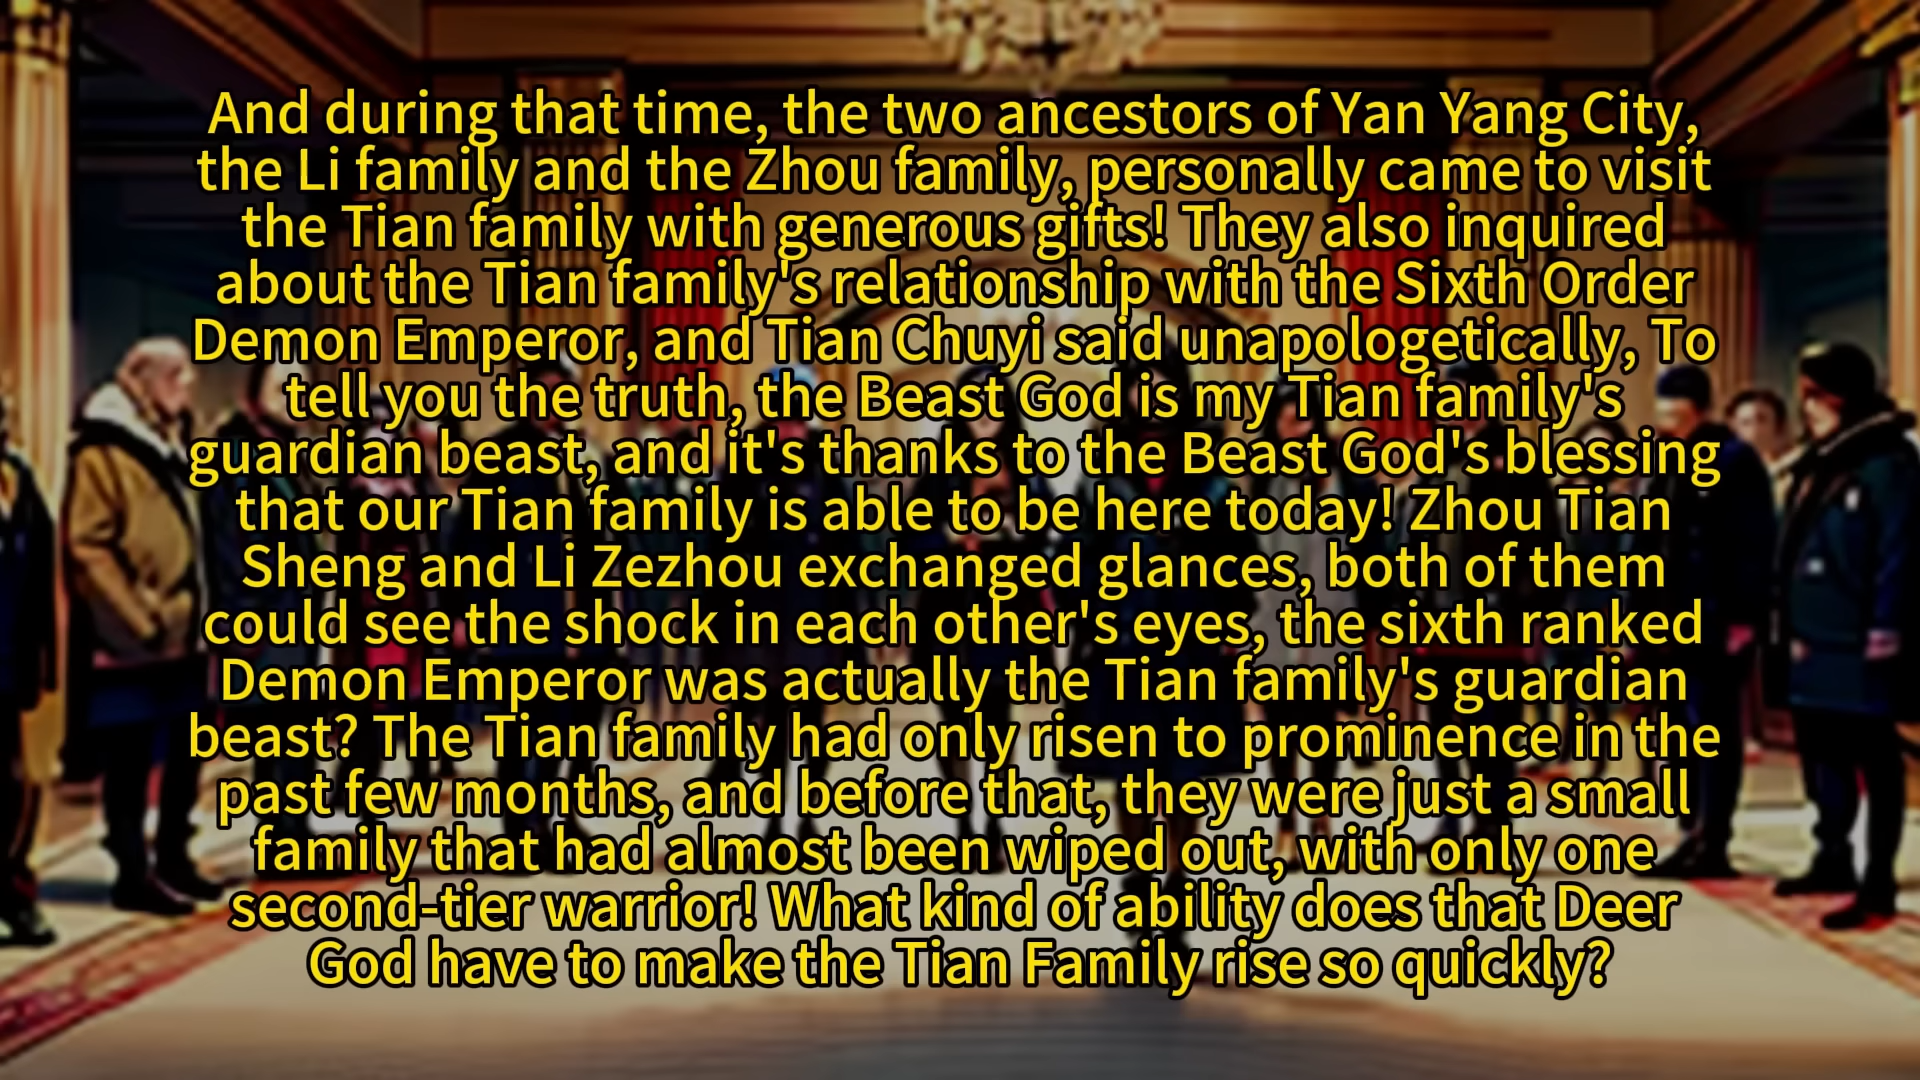 And during that time, the two ancestors of Yan Yang City,
the Li family and the Zhou family, personally came to visit
the Tian family with generous gifts! They also inquired
about the Tian family's relationship with the Sixth Order
Demon Emperor, and Tian Chuyi said unapologetically, To
tell you the truth, the Beast God is my Tian family's
guardian beast, and it's thanks to the Beast God's blessing
that our Tian family is able to be here today! Zhou Tian
Sheng and Li Zezhou exchanged glances, both of them
could see the shock in each other's eyes, the sixth ranked
Demon Emperor was actually the Tian family's guardian
beast? The Tian family had only risen to prominence in the
past few months, and before that, they were just a small
family that had almost been wiped out, with only one
second-tier warrior! What kind of ability does that Deer
God have to make the Tian Family rise so quickly?